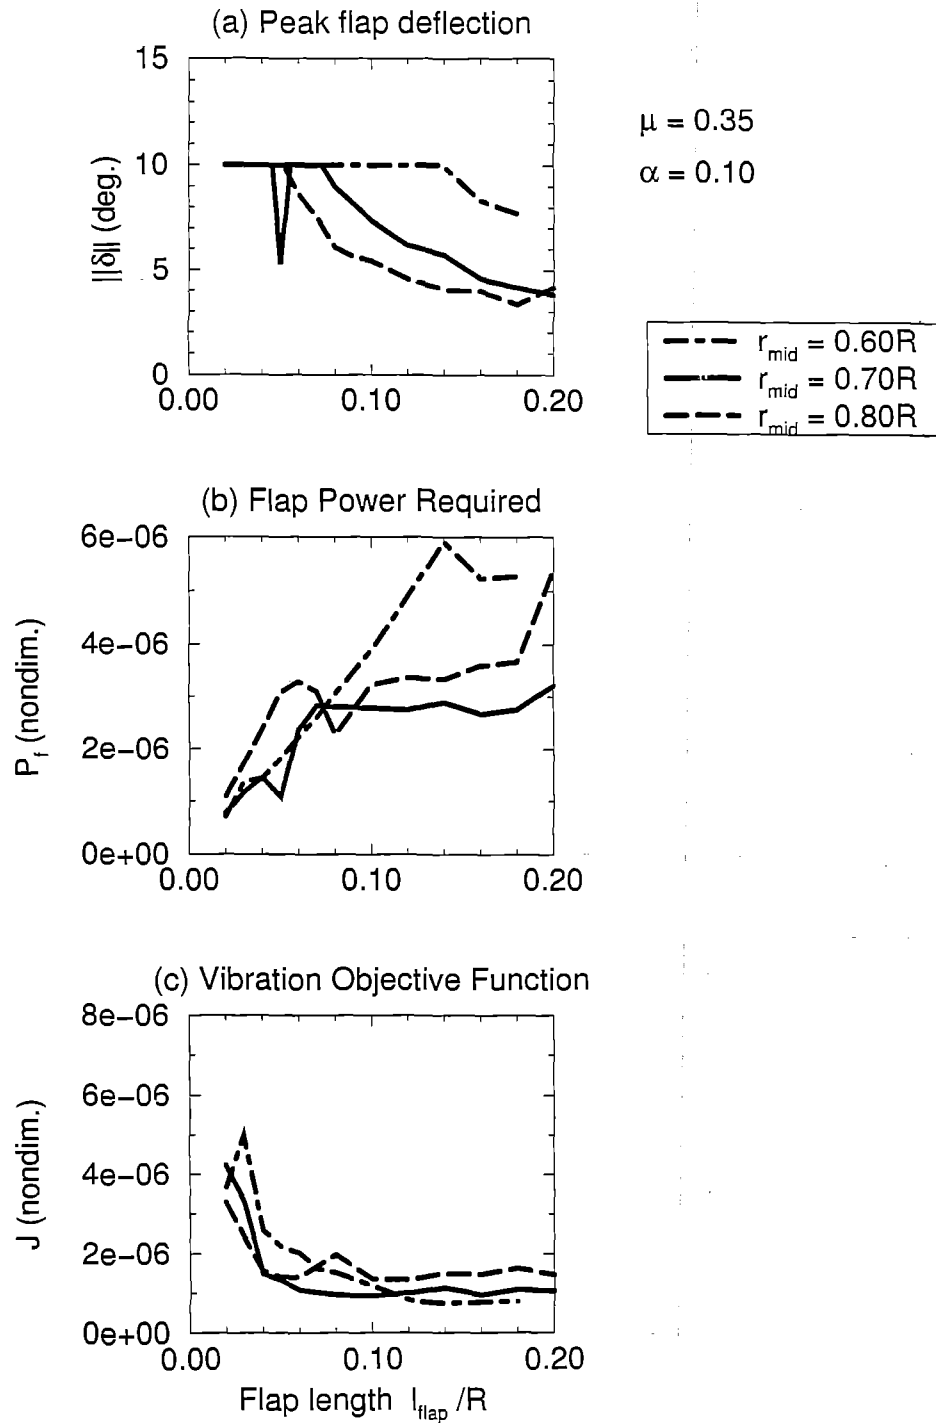 (a) Peak flap deflection
15
10
5
0
||δ|| (deg.)
0.00
0.10
0.20
μ = 0.35
α = 0.10
r_mid = 0.60R
r_mid = 0.70R
r_mid = 0.80R
(b) Flap Power Required
6e−06
4e−06
2e−06
0e+00
P_f (nondim.)
0.00
0.10
0.20
(c) Vibration Objective Function
8e−06
6e−06
4e−06
2e−06
0e+00
J (nondim.)
0.00
0.10
0.20
Flap length l_flap /R